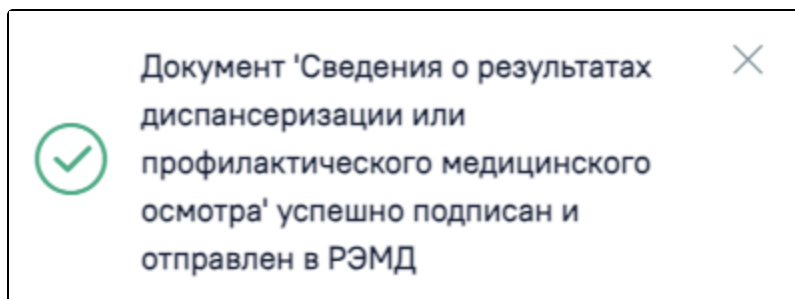 Документ 'Сведения о результатах
диспансеризации или
профилактического медицинского
осмотра' успешно подписан и
отправлен в РЭМД